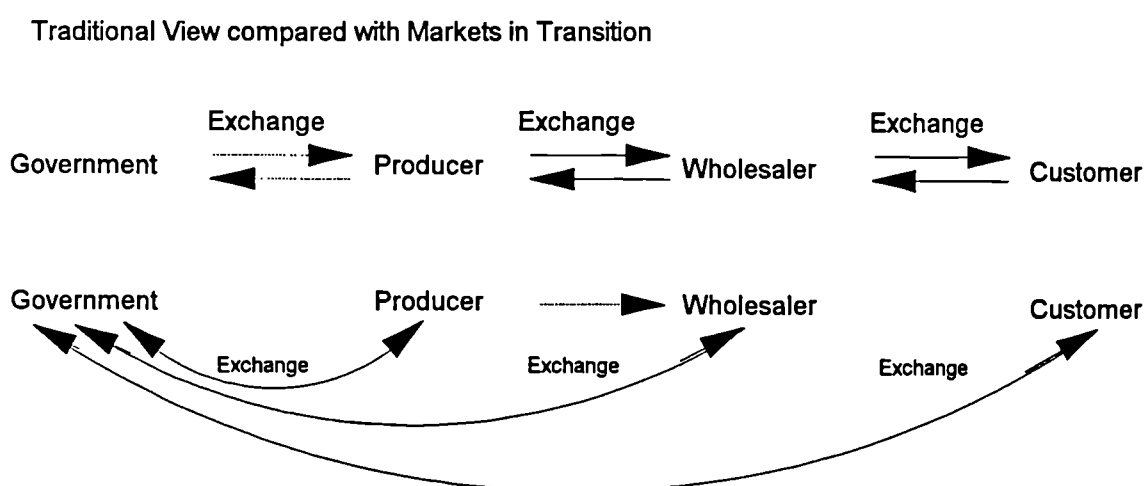 Traditional View compared with Markets in Transition
Exchange Exchange Exchange
Government Producer Wholesaler Customer
Government Producer Wholesaler Customer
Exchange Exchange Exchange